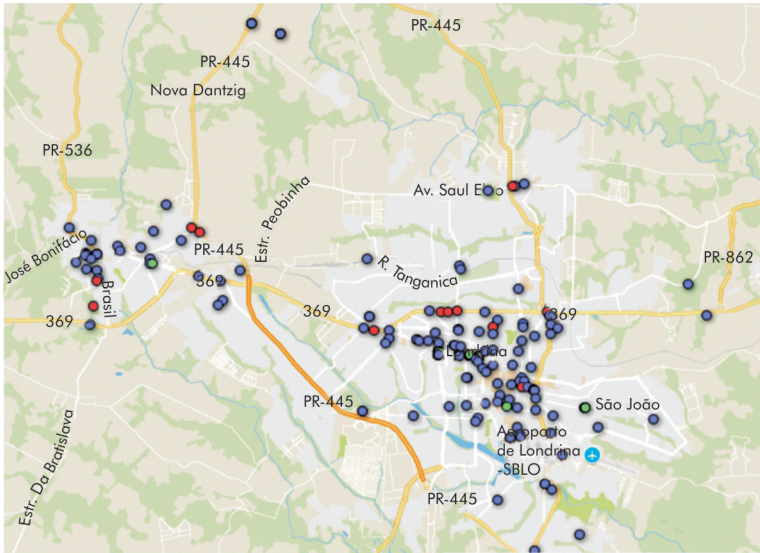 PR-445
PR-445
Nova Dantzig
PR-536
Av. Saul El
Estr. Peobinha
José Bonifácio
PR-445
R. Tanganica
PR-862
369
Brasil
369
369
369
Londrina
PR-445
São João
Aeroporto
de Londrina
-SBLO
Estr. Da Bratislava
PR-445